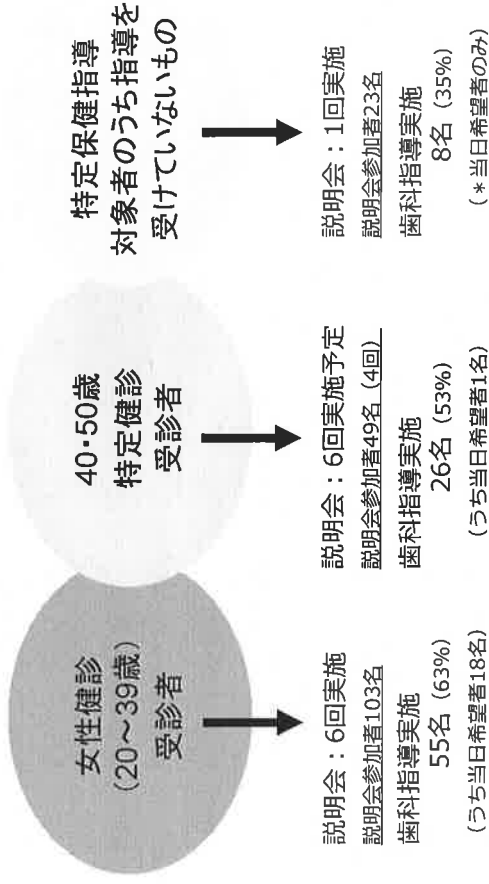 女性健診
(20～39歳)
受診者
説明会：6回実施
説明会参加者103名
歯科指導実施
55名 (63%)
(うち当日希望者18名)
40・50歳
特定健診
受診者
説明会：6回実施予定
説明会参加者49名 (4回)
歯科指導実施
26名 (53%)
(うち当日希望者1名)
特定保健指導
対象者のうち指導を
受けていないもの
説明会：1回実施
説明会参加者23名
歯科指導実施
8名 (35%)
(＊当日希望者のみ)